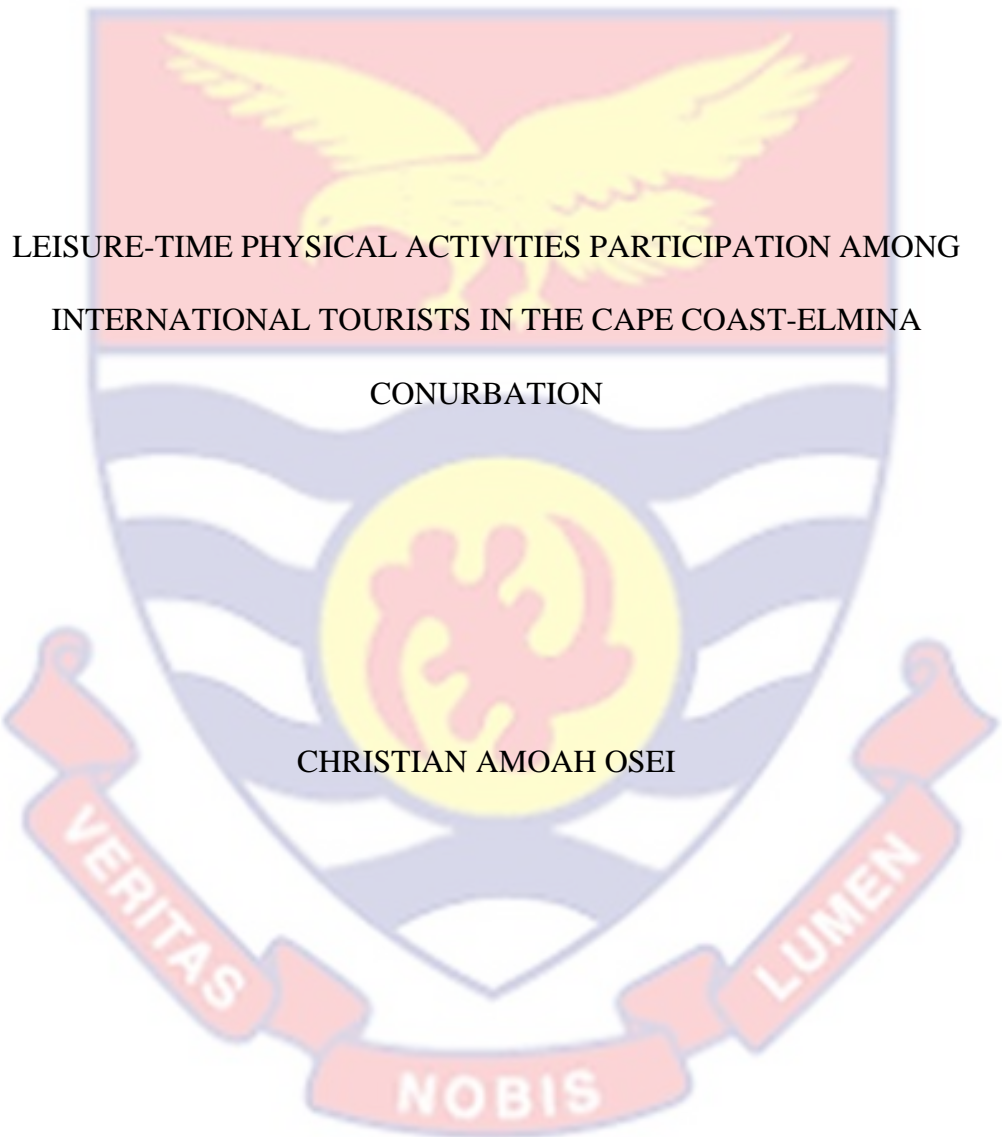 LEISURE-TIME PHYSICAL ACTIVITIES PARTICIPATION AMONG
INTERNATIONAL TOURISTS IN THE CAPE COAST-ELMINA
CONURBATION
CHRISTIAN AMOAH OSEI
VERITAS
NOBIS
LUMEN